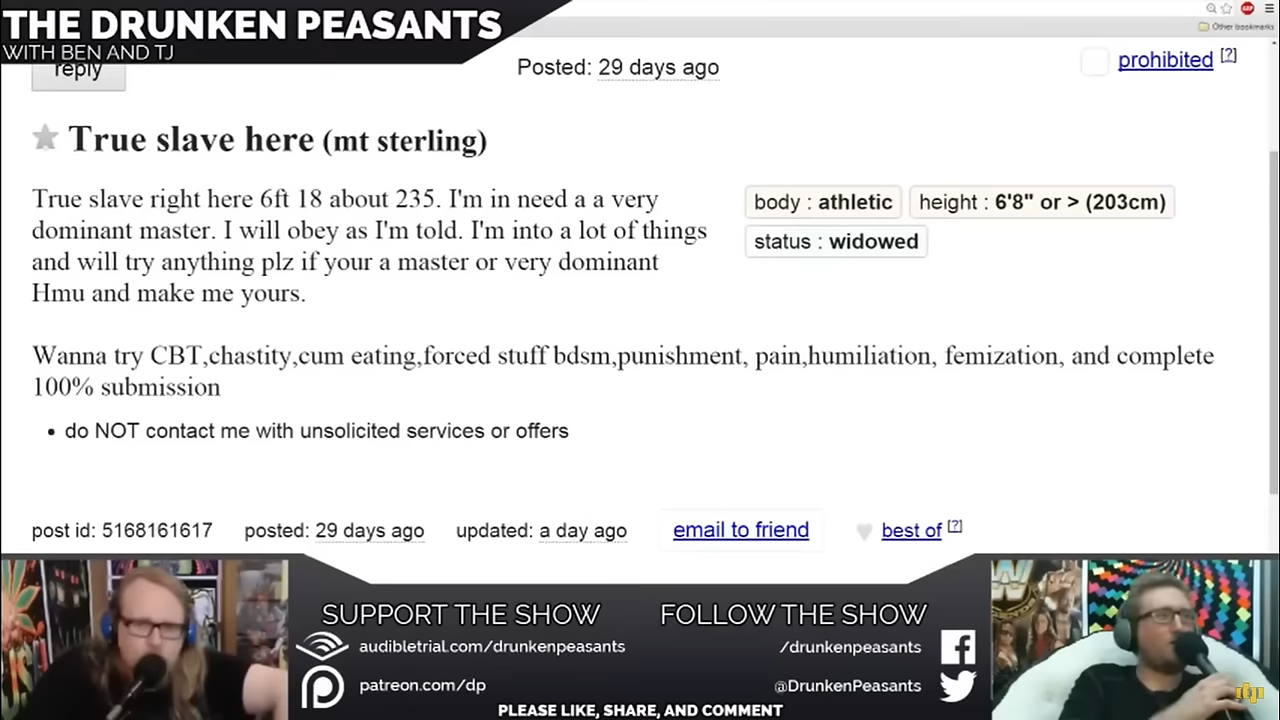 THE DRUNKEN PEASANTS
WITH BEN AND TJ
Other bookmarks
reply
Posted: 29 days ago
prohibited [?]
True slave here (mt sterling)
True slave right here 6ft 18 about 235. I'm in need a a very
dominant master. I will obey as I'm told. I'm into a lot of things
and will try anything plz if your a master or very dominant
Hmu and make me yours.
body : athletic
height : 6'8" or > (203cm)
status : widowed
Wanna try CBT,chastity,cum eating,forced stuff bdsm,punishment, pain,humiliation, femization, and complete
100% submission
• do NOT contact me with unsolicited services or offers
post id: 5168161617
posted: 29 days ago
updated: a day ago
email to friend
best of [?]
SUPPORT THE SHOW
audibletrial.com/drunkenpeasants
patreon.com/dp
FOLLOW THE SHOW
/drunkenpeasants
@DrunkenPeasants
PLEASE LIKE, SHARE, AND COMMENT